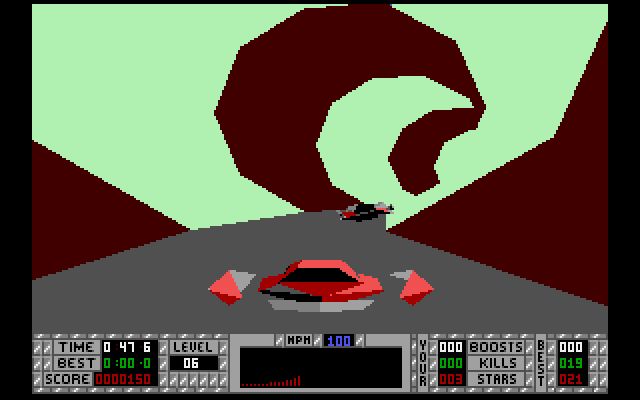 TIME 0 47 6 LEVEL MPH 100 YOUR 000 BOOSTS BEST 000
BEST 0:00·0 06 000 KILLS 019
SCORE 0000150 003 STARS 021